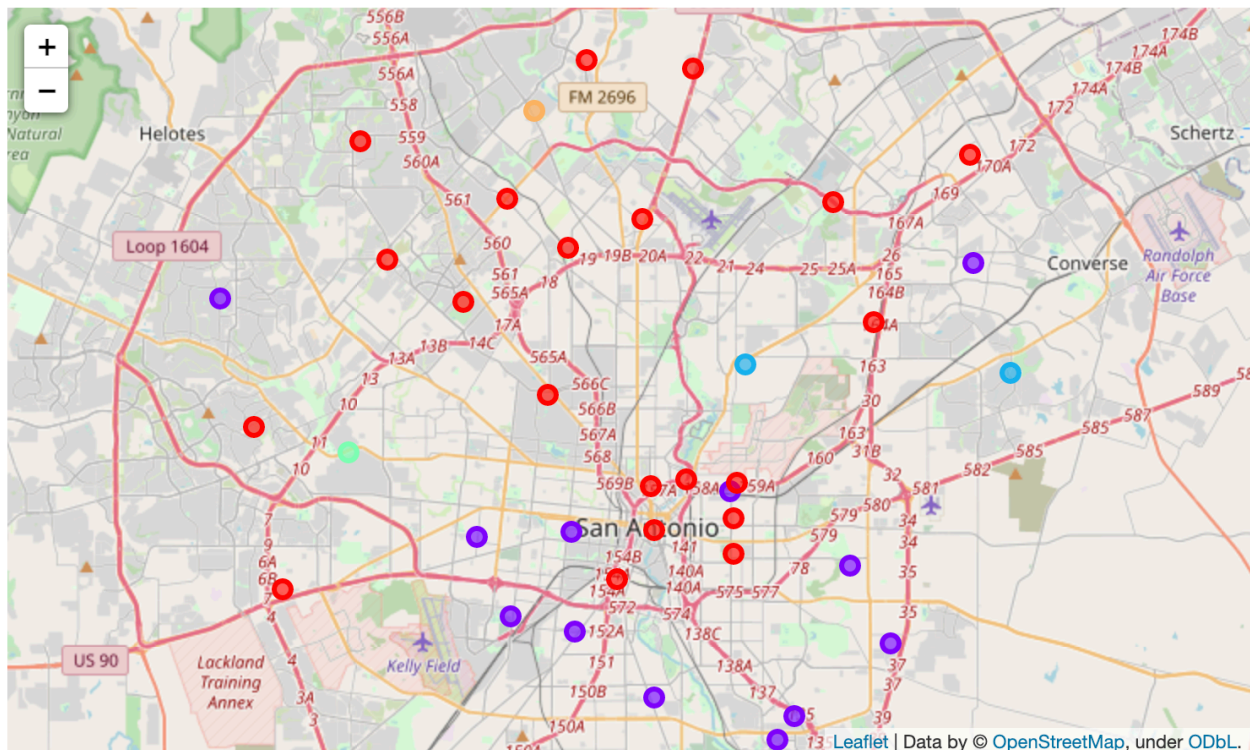 +
−
556B
556A
174B
174A
174B
556A
174A
558
FM 2696
172
Helotes
559
Schertz
172
560A
170A
169
561
167A
Loop 1604
560
19 19B 20A 22 21 24 25 25A
26
Converse
Randolph
Air Force
Base
561
165
18
565A
164B
17A
13B 14C
13A
565A
163
13
566C
589
10
566B
30
587
567A
163
585
11
31B
585
568
160
10
32
582
569B
59A
581
580
7
579
34
San Antonio
579
9
154B
141
34
6A
140A
78
35
6B
154A
140A
575 577
572
574
35
4
152A
138C
US 90
Kelly Field
Lackland
Training
Annex
4
151
138A
37
150B
137
37
3A
3
150A
39
Leaflet | Data by © OpenStreetMap, under ODbL.